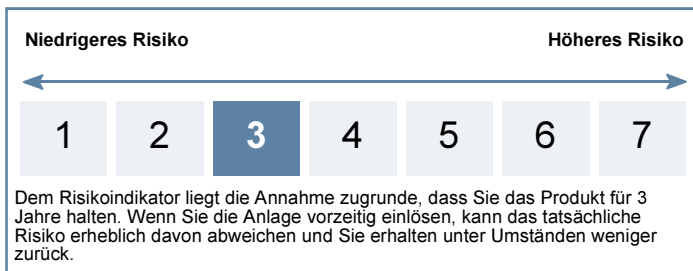 Niedrigeres Risiko Höheres Risiko
1 2 3 4 5 6 7
Dem Risikoindikator liegt die Annahme zugrunde, dass Sie das Produkt für 3
Jahre halten. Wenn Sie die Anlage vorzeitig einlösen, kann das tatsächliche
Risiko erheblich davon abweichen und Sie erhalten unter Umständen weniger
zurück.